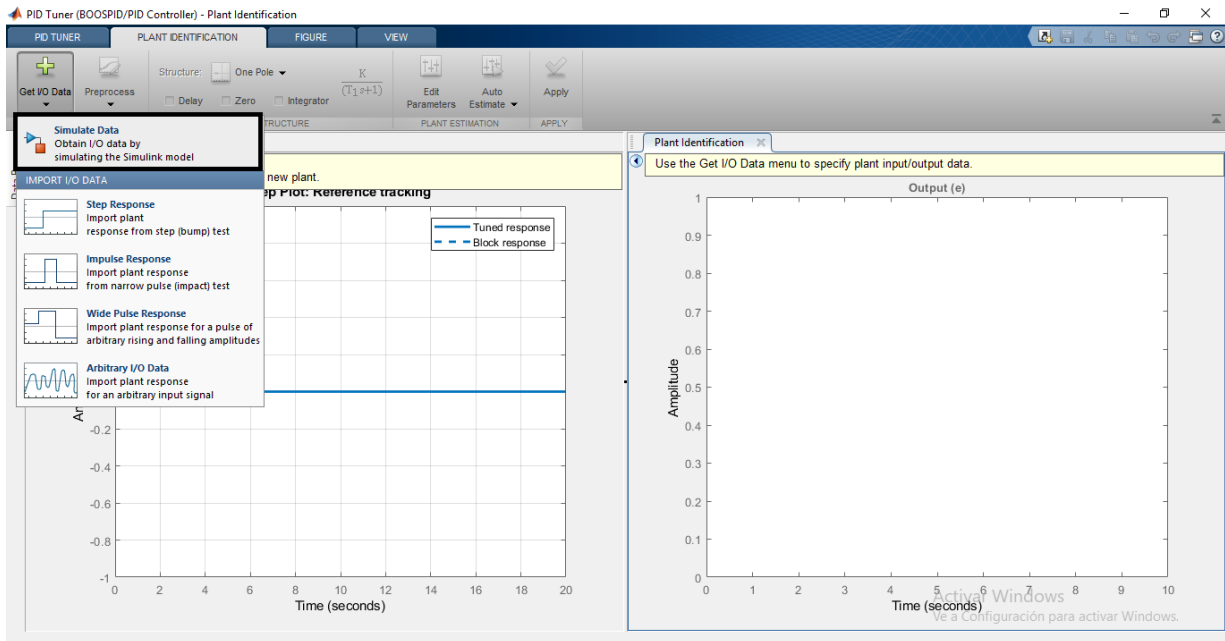 PID Tuner (BOOSPID/PID Controller) - Plant Identification
PID TUNER
PLANT IDENTIFICATION
FIGURE
VIEW
Get I/O Data
Preprocess
Structure:
One Pole
Delay
Zero
Integrator
K
(T1s+1)
Edit
Parameters
Auto
Estimate
Apply
TRUCTURE
PLANT ESTIMATION
APPLY
Simulate Data
Obtain I/O data by
simulating the Simulink model
IMPORT I/O DATA
Step Response
Import plant
response from step (bump) test
Impulse Response
Import plant response
from narrow pulse (impact) test
Wide Pulse Response
Import plant response for a pulse of
arbitrary rising and falling amplitudes
Arbitrary I/O Data
Import plant response
for an arbitrary input signal
new plant.
ep Plot: Reference tracking
Tuned response
Block response
-0.2
-0.4
-0.6
-0.8
-1
0 2 4 6 8 10 12 14 16 18 20
Time (seconds)
Plant Identification
Use the Get I/O Data menu to specify plant input/output data.
Output (e)
1
0.9
0.8
0.7
0.6
0.5
0.4
0.3
0.2
0.1
0
Amplitude
0 1 2 3 4 5 6 7 8 9 10
Time (seconds)
Activar Windows
Ve a Configuración para activar Windows.